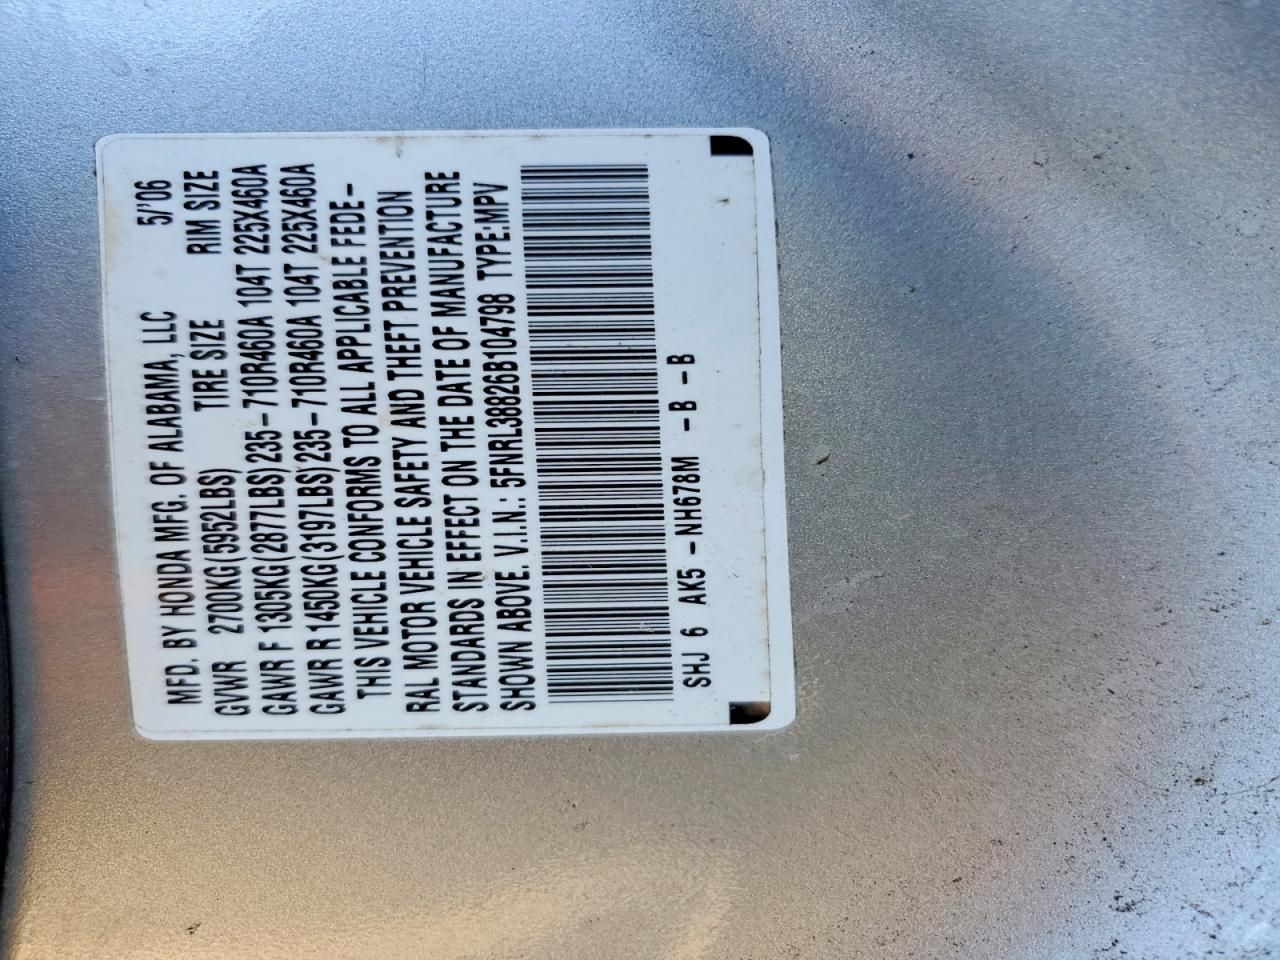 MFD. BY HONDA MFG. OF ALABAMA, LLC 5/'06
GVWR 2700KG(5952LBS) TIRE SIZE RIM SIZE
GAWR F 1305KG(2877LBS)235-710R460A 104T 225X460A
GAWR R 1450KG(3197LBS)235-710R460A 104T 225X460A
THIS VEHICLE CONFORMS TO ALL APPLICABLE FEDE-
RAL MOTOR VEHICLE SAFETY AND THEFT PREVENTION
STANDARDS IN EFFECT ON THE DATE OF MANUFACTURE
SHOWN ABOVE. V.I.N.: 5FNRL38826B104798 TYPE:MPV
SHJ 6 AK5 -NH678M -B -B